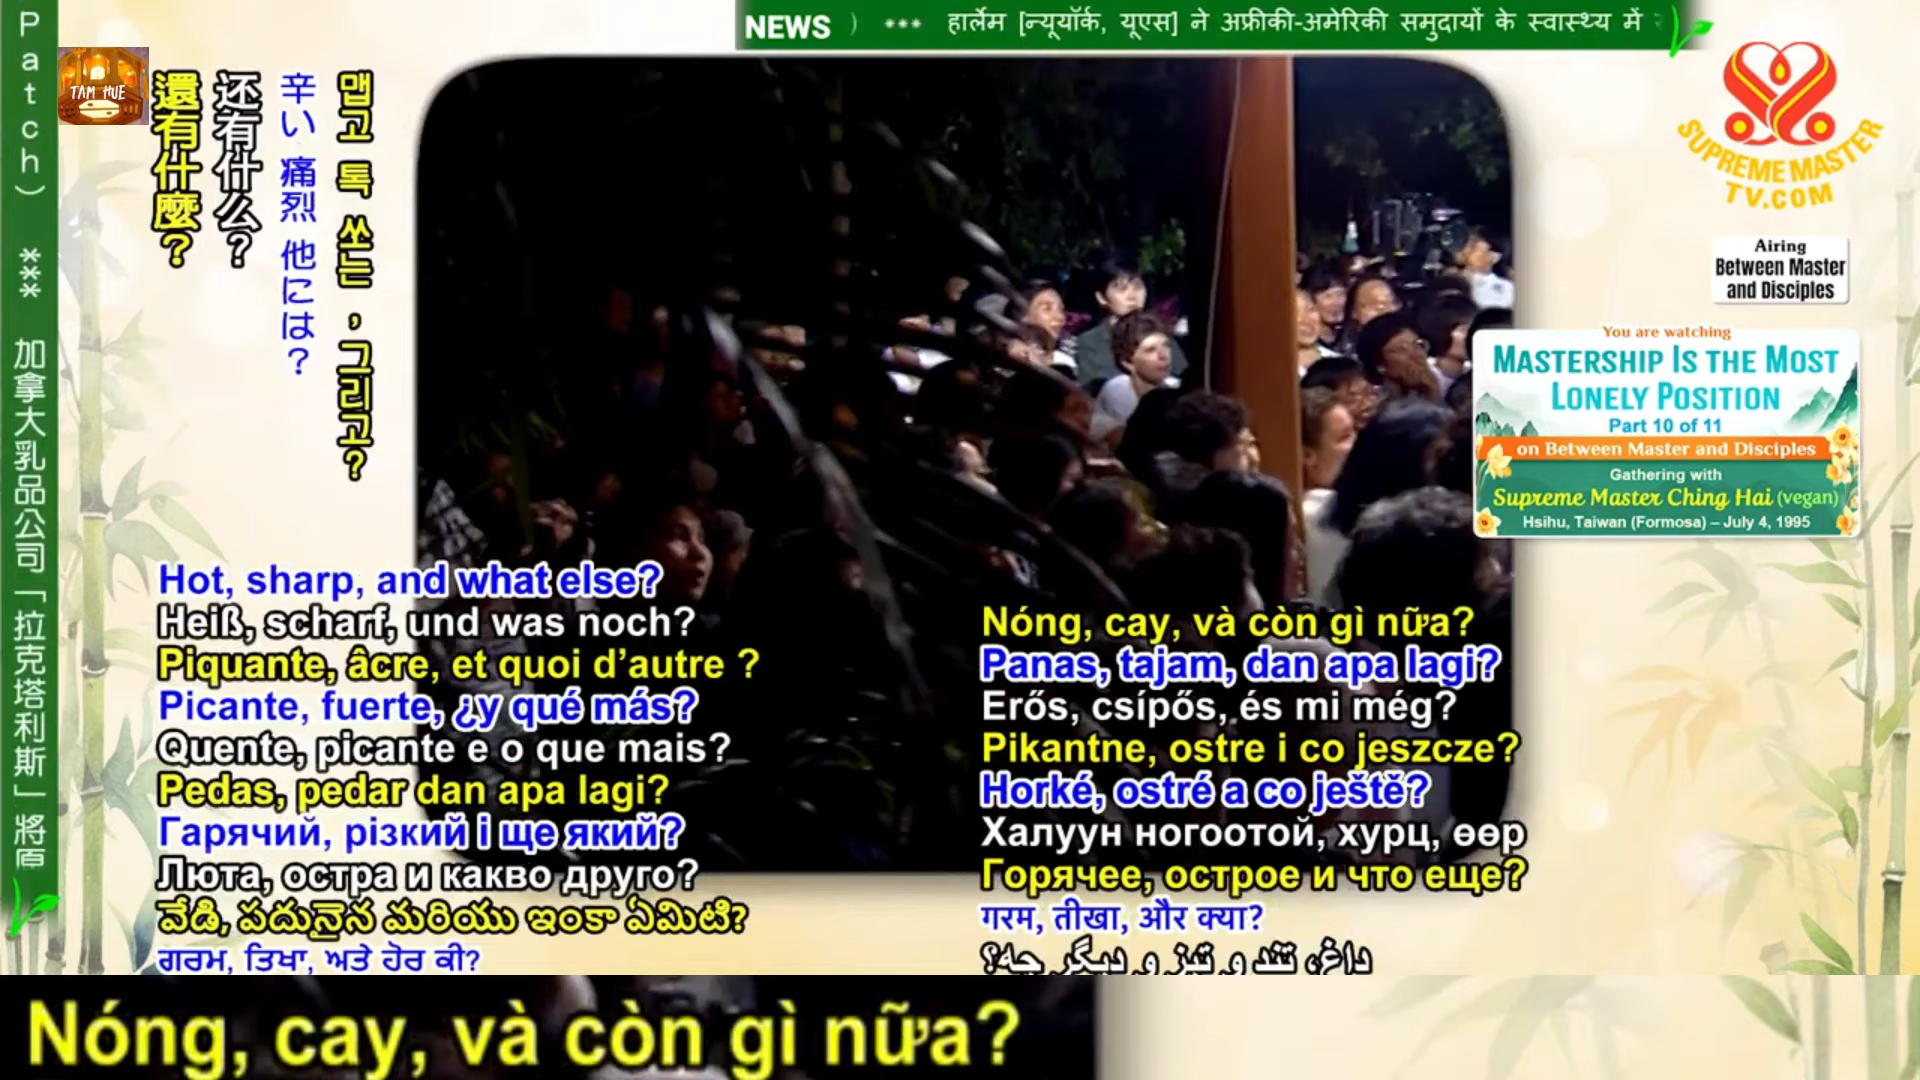 NEWS
) *** हार्लेम [न्यूयॉर्क, यूएस] ने अफ्रीकी-अमेरिकी समुदायों के स्वास्थ्य में
Patch) *** 加拿大乳品公司「拉克塔利斯」將原
TAM HUE
還有什麼？
还有什么？
辛い 痛烈 他には？
맵고 톡 쏘는 , 그리고?
SUPREME MASTER
TV.COM
Airing
Between Master
and Disciples
You are watching
MASTERSHIP IS THE MOST
LONELY POSITION
Part 10 of 11
on Between Master and Disciples
Gathering with
Supreme Master Ching Hai (vegan)
Hsihu, Taiwan (Formosa) – July 4, 1995
Hot, sharp, and what else?
Heiß, scharf, und was noch?
Piquante, âcre, et quoi d’autre ?
Picante, fuerte, ¿y qué más?
Quente, picante e o que mais?
Pedas, pedar dan apa lagi?
Гарячий, різкий і ще який?
Люта, остра и какво друго?
వేడి, పదునైన మరియు ఇంకా ఏమిటి?
ਗਰਮ, ਤਿਖਾ, ਅਤੇ ਹੋਰ ਕੀ?
Nóng, cay, và còn gì nữa?
Panas, tajam, dan apa lagi?
Erős, csípős, és mi még?
Pikantne, ostre i co jeszcze?
Horké, ostré a co ještě?
Халуун ногоотой, хурц, өөр
Горячее, острое и что еще?
गरम, तीखा, और क्या?
داغ، تند و تیز و دیگر چه؟
Nóng, cay, và còn gì nữa?